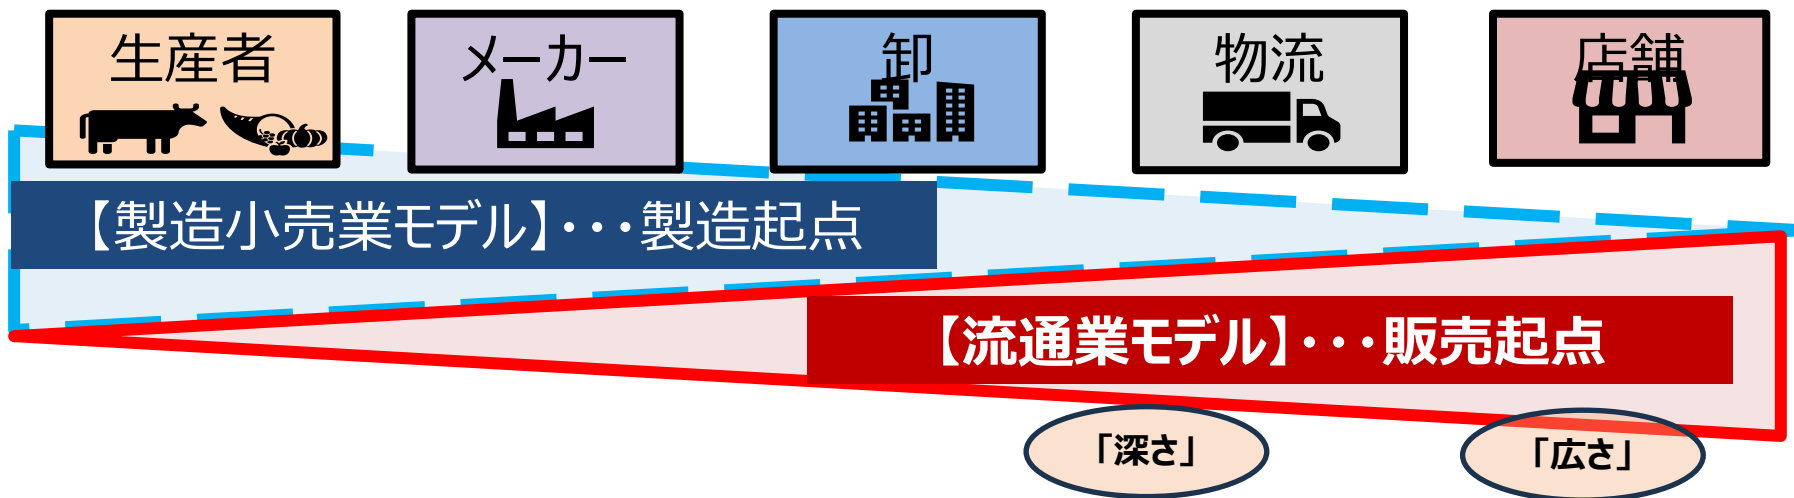 生産者
メーカー
卸
物流
店舗
【製造小売業モデル】・・・製造起点
【流通業モデル】・・・販売起点
「深さ」
「広さ」